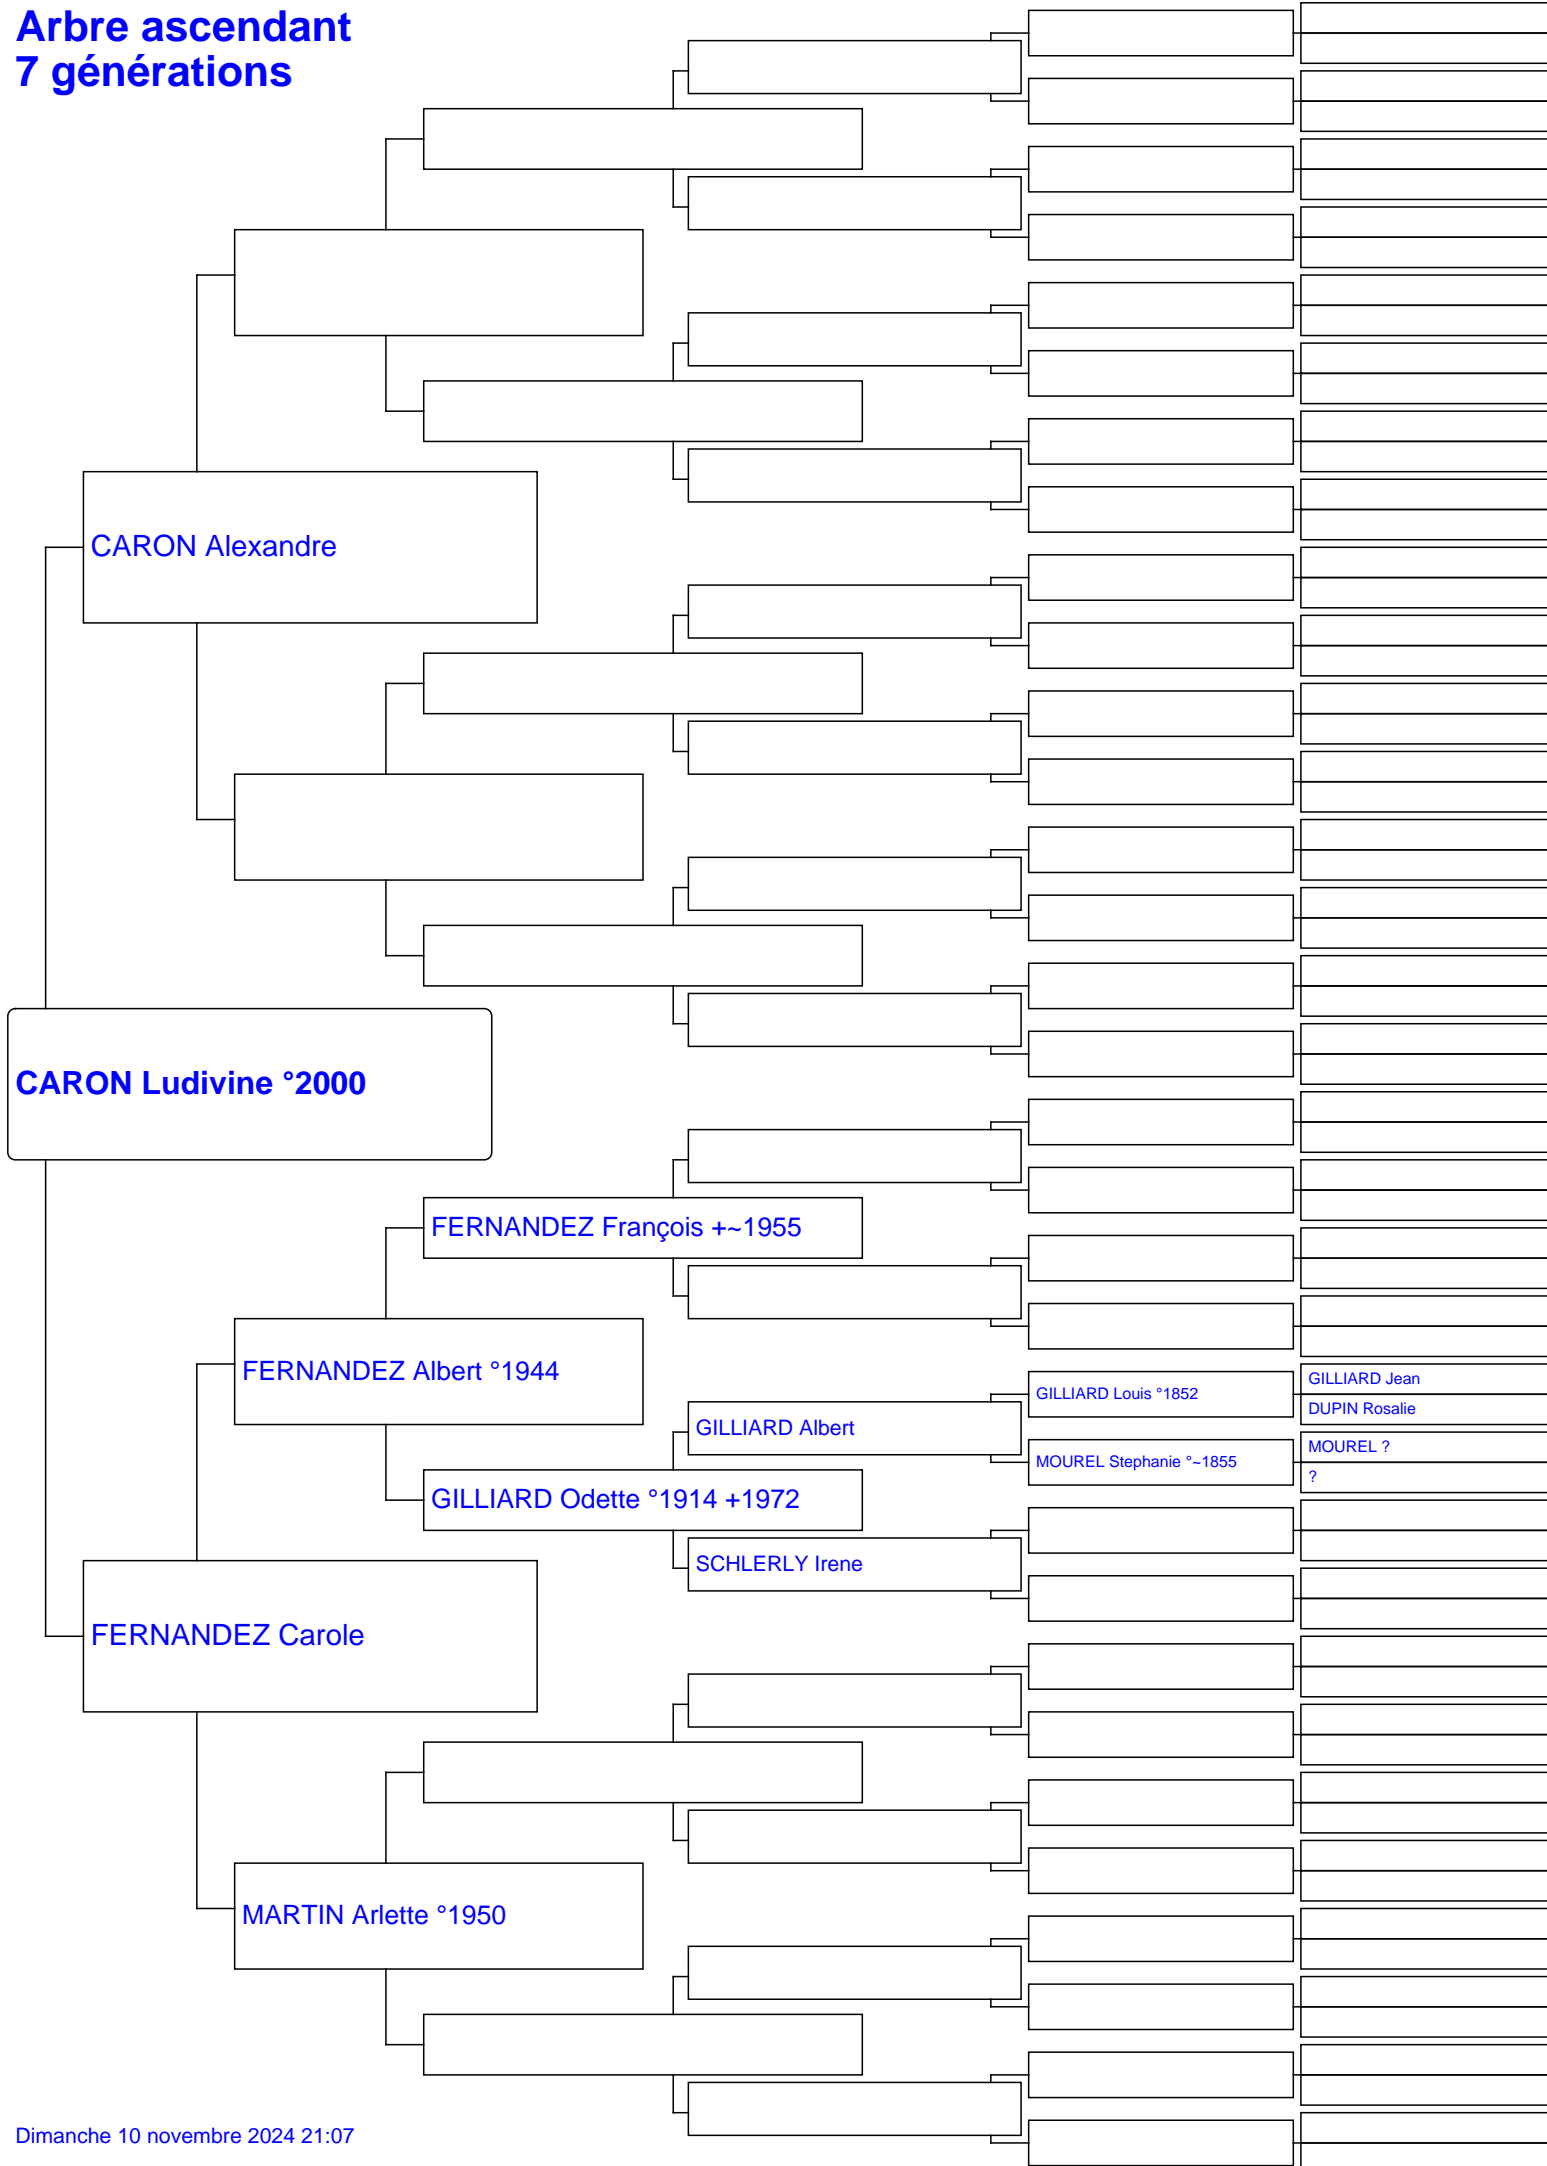 Arbre ascendant
7 générations
CARON Alexandre
CARON Ludivine °2000
FERNANDEZ François +~1955
FERNANDEZ Albert °1944
GILLIARD Jean
GILLIARD Louis °1852
DUPIN Rosalie
GILLIARD Albert
MOUREL ?
MOUREL Stephanie °~1855
?
GILLIARD Odette °1914 +1972
SCHLERLY Irene
FERNANDEZ Carole
MARTIN Arlette °1950
Dimanche 10 novembre 2024 21:07